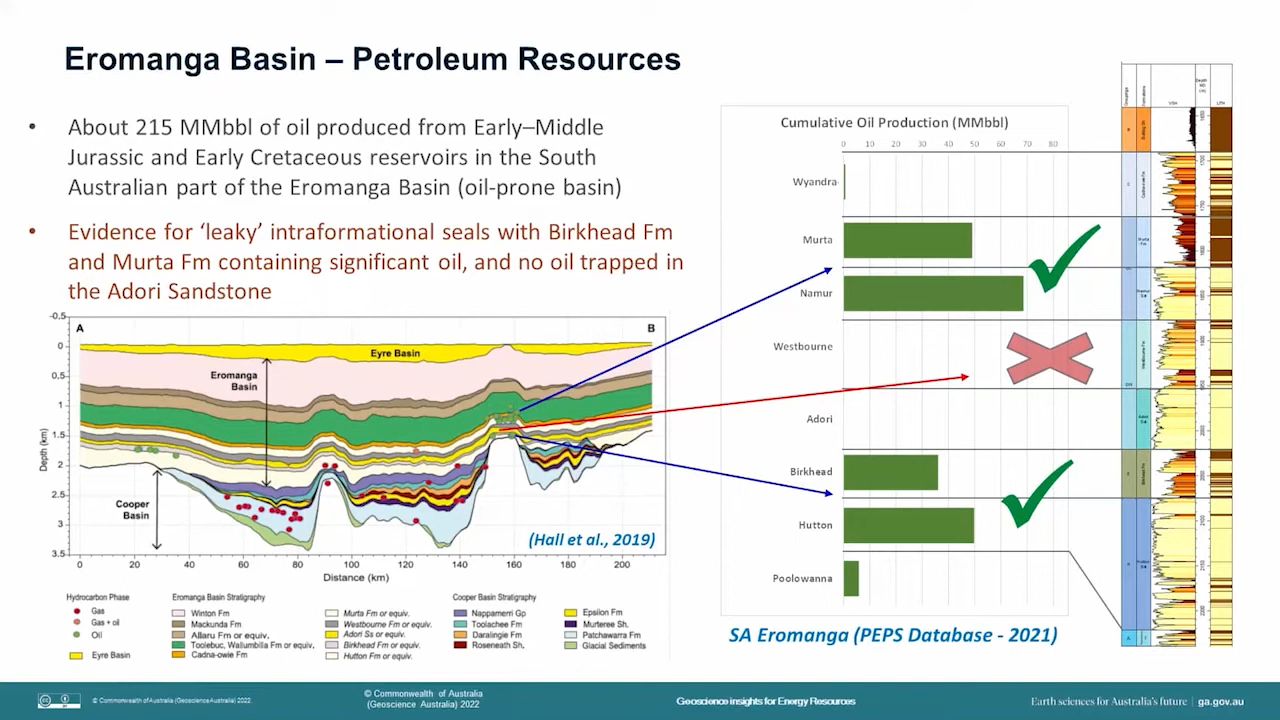 Eromanga Basin – Petroleum Resources
• About 215 MMbbl of oil produced from Early–Middle
Jurassic and Early Cretaceous reservoirs in the South
Australian part of the Eromanga Basin (oil-prone basin)
• Evidence for ‘leaky’ intraformational seals with Birkhead Fm
and Murta Fm containing significant oil, and no oil trapped in
the Adori Sandstone
-0.5
0
0.5
1
1.5
2
2.5
3
3.5
Depth (km)
A
B
Eyre Basin
Eromanga
Basin
Cooper
Basin
(Hall et al., 2019)
0 20 40 60 80 100 120 140 160 180 200
Distance (km)
Hydrocarbon Phase
Gas
Gas + oil
Oil
Eyre Basin
Eromanga Basin Stratigraphy
Winton Fm
Mackunda Fm
Allaru Fm or equiv.
Toolebuc, Wallumbilla Fm or equiv.
Cadna-owie Fm
Murta Fm or equiv.
Westbourne Fm or equiv.
Adori Ss or equiv.
Birkhead Fm or equiv.
Hutton Fm or equiv.
Cooper Basin Stratigraphy
Nappamerri Gp
Toolachee Fm
Daralingie Fm
Roseneath Sh.
Epsilon Fm
Murteree Sh.
Patchawarra Fm
Glacial Sediments
Cumulative Oil Production (MMbbl)
0 10 20 30 40 50 60 70 80
Wyandra
Murta
Namur
Westbourne
Adori
Birkhead
Hutton
Poolowanna
SA Eromanga (PEPS Database - 2021)
© Commonwealth of Australia (Geoscience Australia) 2022
© Commonwealth of Australia
(Geoscience Australia) 2022
Geoscience insights for Energy Resources
Earth sciences for Australia’s future | ga.gov.au